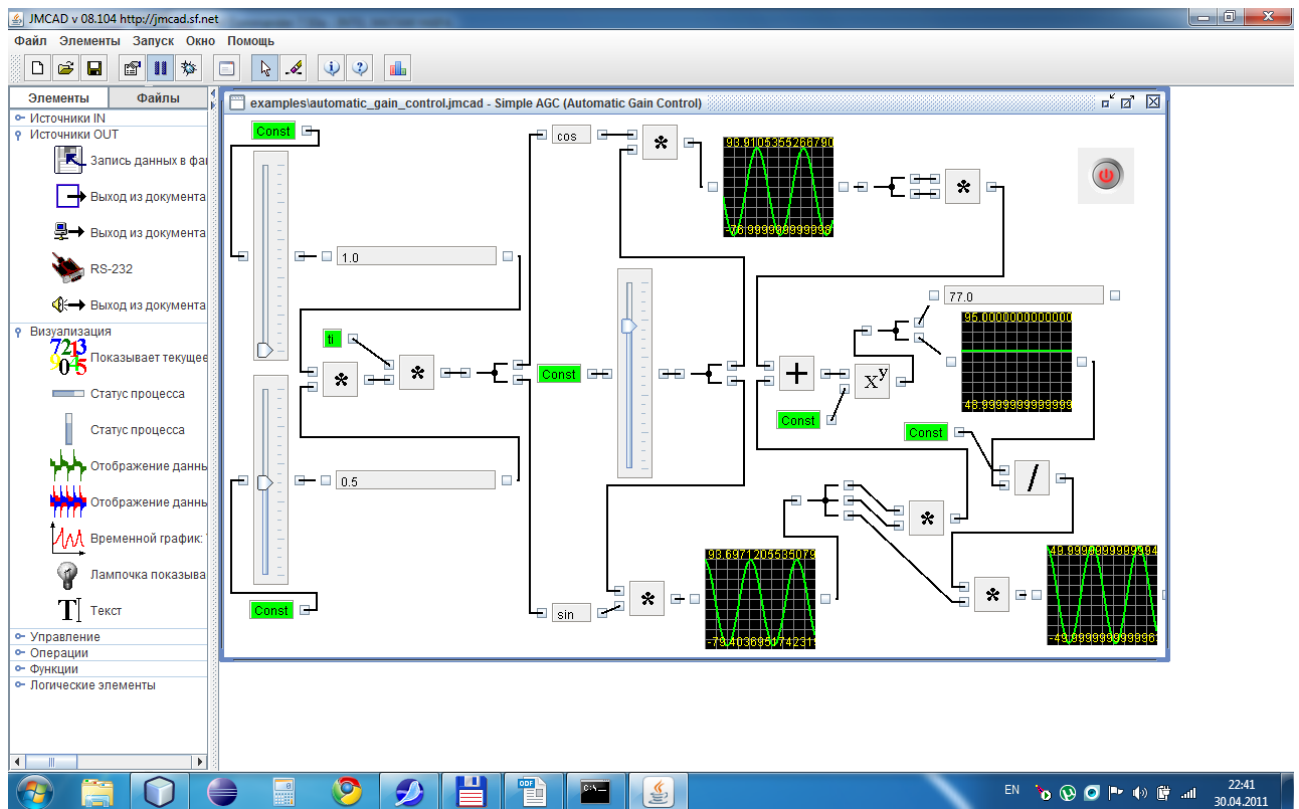 JMCAD v 08.104 http://jmcad.sf.net
Файл Элементы Запуск Окно Помощь
Элементы Файлы
Источники IN
Источники OUT
Запись данных в фа
Выход из документа
Выход из документа
RS-232
Выход из документа
Визуализация
Показывает текущее
Статус процесса
Статус процесса
Отображение данн
Отображение данн
Временной график:
Лампочка показыва
T Текст
Управление
Операции
Функции
Логические элементы
examples\automatic_gain_control.jmcad - Simple AGC (Automatic Gain Control)
Const
cos
*
*
1.0
77.0
ti
*
*
Const
+
x^y
Const
Const
/
0.5
*
*
*
Const
sin
EN
22:41
30.04.2011